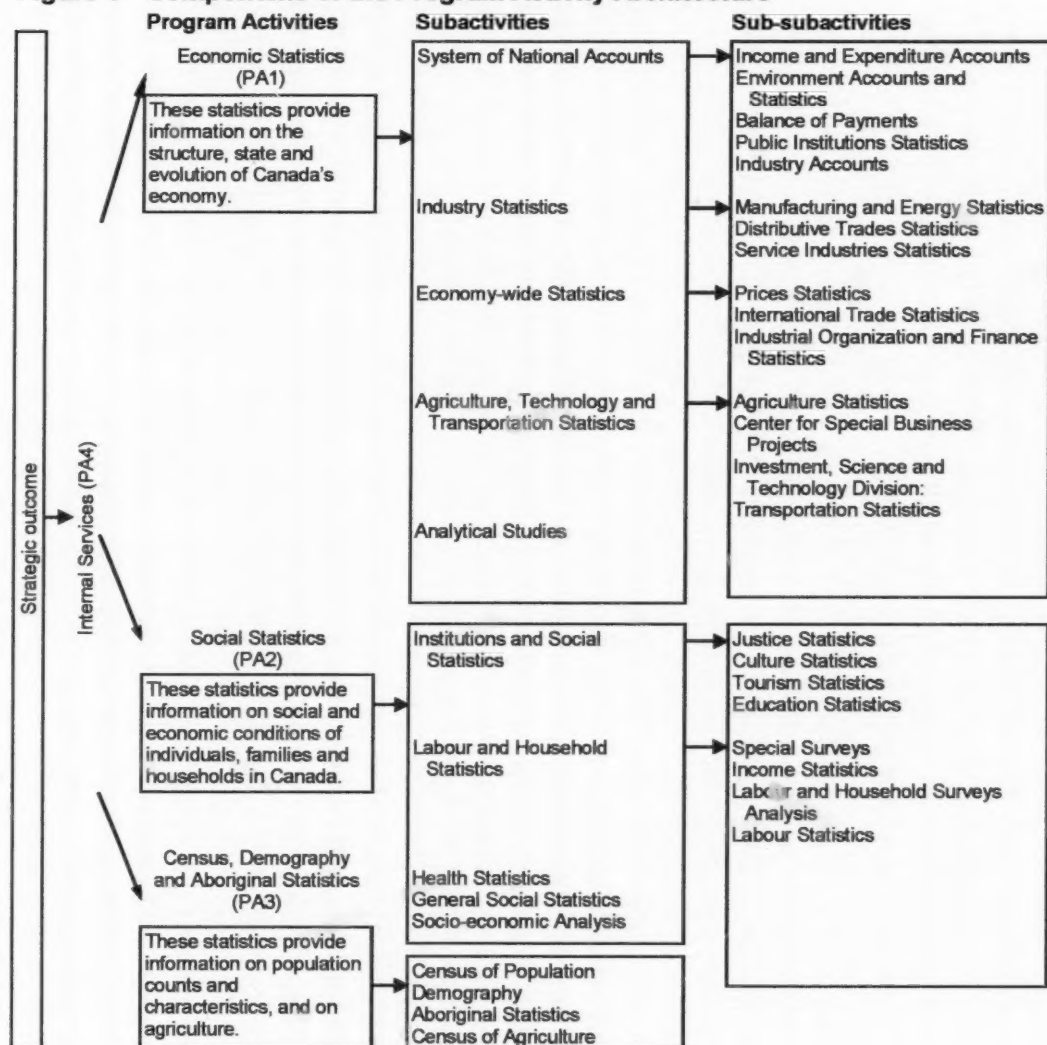 Program Activities
Subactivities
Sub-subactivities
Strategic outcome
Internal Services (PA4)
Economic Statistics
(PA1)
These statistics provide
information on the
structure, state and
evolution of Canada's
economy.
System of National Accounts
Income and Expenditure Accounts
Environment Accounts and
Statistics
Balance of Payments
Public Institutions Statistics
Industry Accounts
Industry Statistics
Manufacturing and Energy Statistics
Distributive Trades Statistics
Service Industries Statistics
Economy-wide Statistics
Prices Statistics
International Trade Statistics
Industrial Organization and Finance
Statistics
Agriculture, Technology and
Transportation Statistics
Agriculture Statistics
Center for Special Business
Projects
Investment, Science and
Technology Division:
Transportation Statistics
Analytical Studies
Social Statistics
(PA2)
These statistics provide
information on social and
economic conditions of
individuals, families and
households in Canada.
Institutions and Social
Statistics
Justice Statistics
Culture Statistics
Tourism Statistics
Education Statistics
Labour and Household
Statistics
Special Surveys
Income Statistics
Labour and Household Surveys
Analysis
Labour Statistics
Health Statistics
General Social Statistics
Socio-economic Analysis
Census, Demography
and Aboriginal Statistics
(PA3)
These statistics provide
information on population
counts and
characteristics, and on
agriculture.
Census of Population
Demography
Aboriginal Statistics
Census of Agriculture